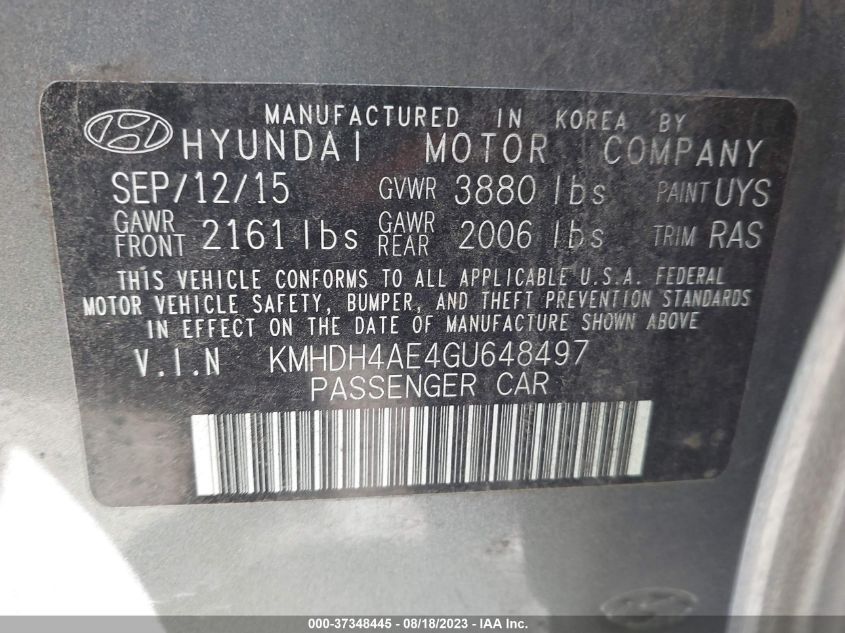 MANUFACTURED IN KOREA BY
HYUNDAI MOTOR COMPANY
SEP/12/15 GVWR 3880 lbs PAINT UYS
GAWR FRONT 2161 lbs GAWR REAR 2006 lbs TRIM RAS
THIS VEHICLE CONFORMS TO ALL APPLICABLE U.S.A. FEDERAL
MOTOR VEHICLE SAFETY, BUMPER, AND THEFT PREVENTION STANDARDS
IN EFFECT ON THE DATE OF MANUFACTURE SHOWN ABOVE
V.I.N KMHDH4AE4GU648497
PASSENGER CAR
000-37348445 - 08/18/2023 - IAA Inc.